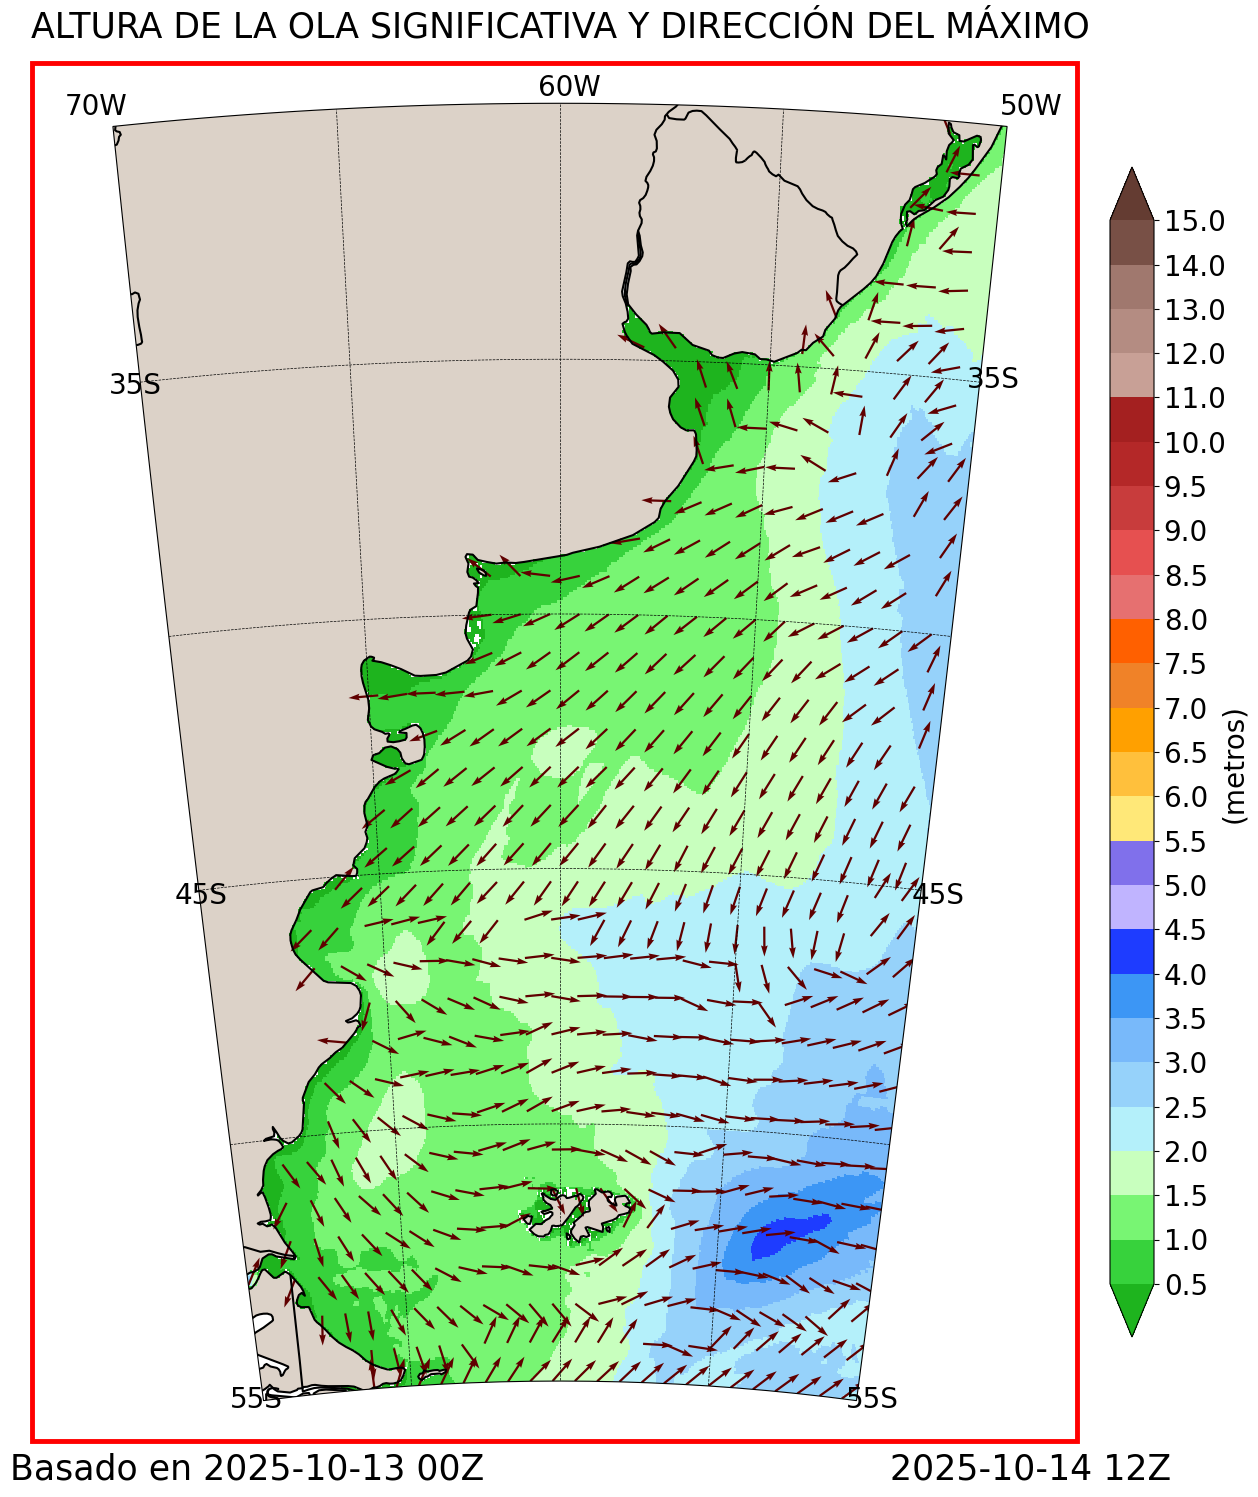 ALTURA DE LA OLA SIGNIFICATIVA Y DIRECCIÓN DEL MÁXIMO
70W
60W
50W
35S
35S
45S
45S
55S
55S
15.0
14.0
13.0
12.0
11.0
10.0
9.5
9.0
8.5
8.0
7.5
7.0
6.5
6.0
5.5
5.0
4.5
4.0
3.5
3.0
2.5
2.0
1.5
1.0
0.5
(metros)
Basado en 2025-10-13 00Z
2025-10-14 12Z